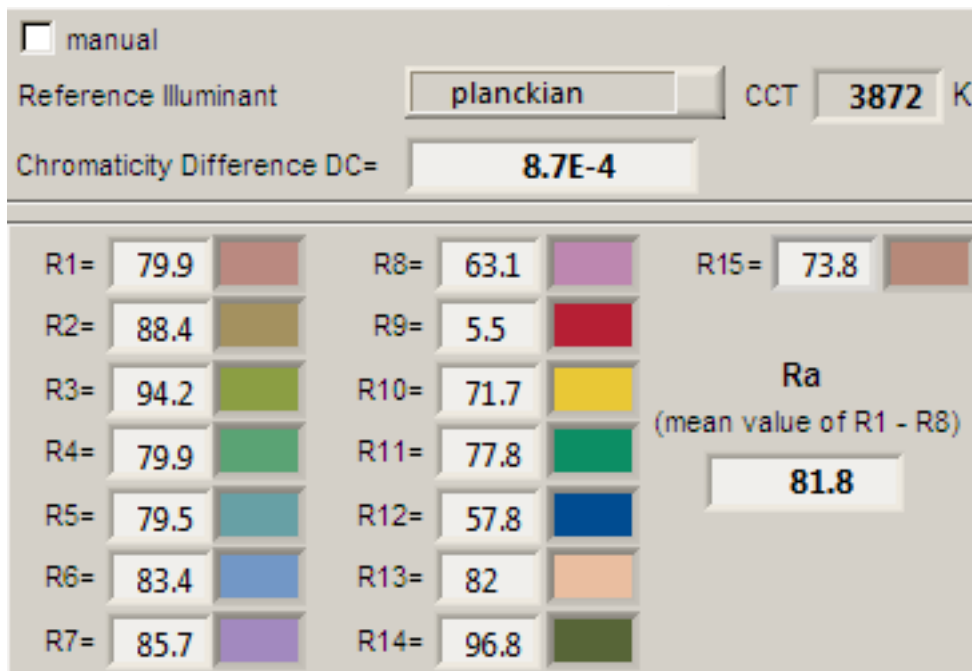 manual
Reference Illuminant planckian CCT 3872 K
Chromaticity Difference DC= 8.7E-4
R1= 79.9 R8= 63.1 R15= 73.8
R2= 88.4 R9= 5.5
R3= 94.2 R10= 71.7 Ra
(mean value of R1 - R8)
R4= 79.9 R11= 77.8
81.8
R5= 79.5 R12= 57.8
R6= 83.4 R13= 82
R7= 85.7 R14= 96.8